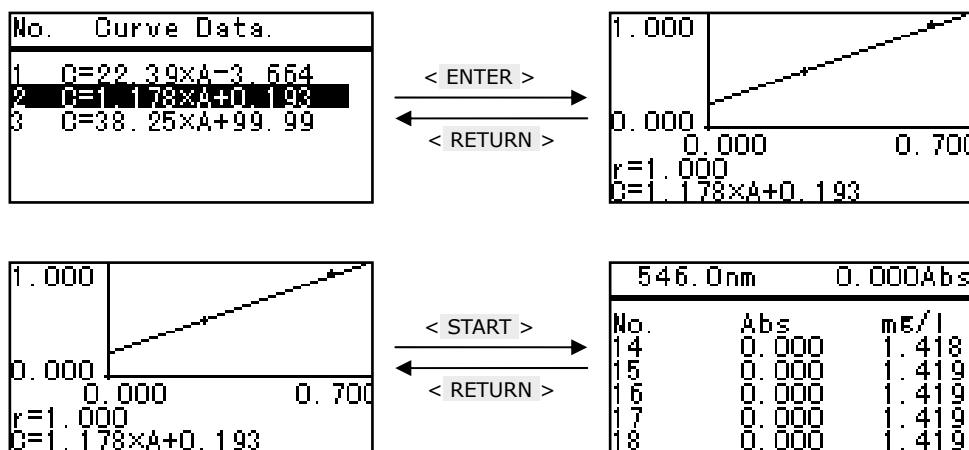 No. Curve Data.
1 C=22.39×A-3.664
2 C=1.178×A+0.193
3 C=38.25×A+99.99
< ENTER >
< RETURN >
1.000
0.000
0.000 0.700
r=1.000
C=1.178×A+0.193
1.000
0.000
0.000 0.700
r=1.000
C=1.178×A+0.193
< START >
< RETURN >
546.0nm 0.000Abs
No. Abs mE/l
14 0.000 1.418
15 0.000 1.419
16 0.000 1.419
17 0.000 1.419
18 0.000 1.419